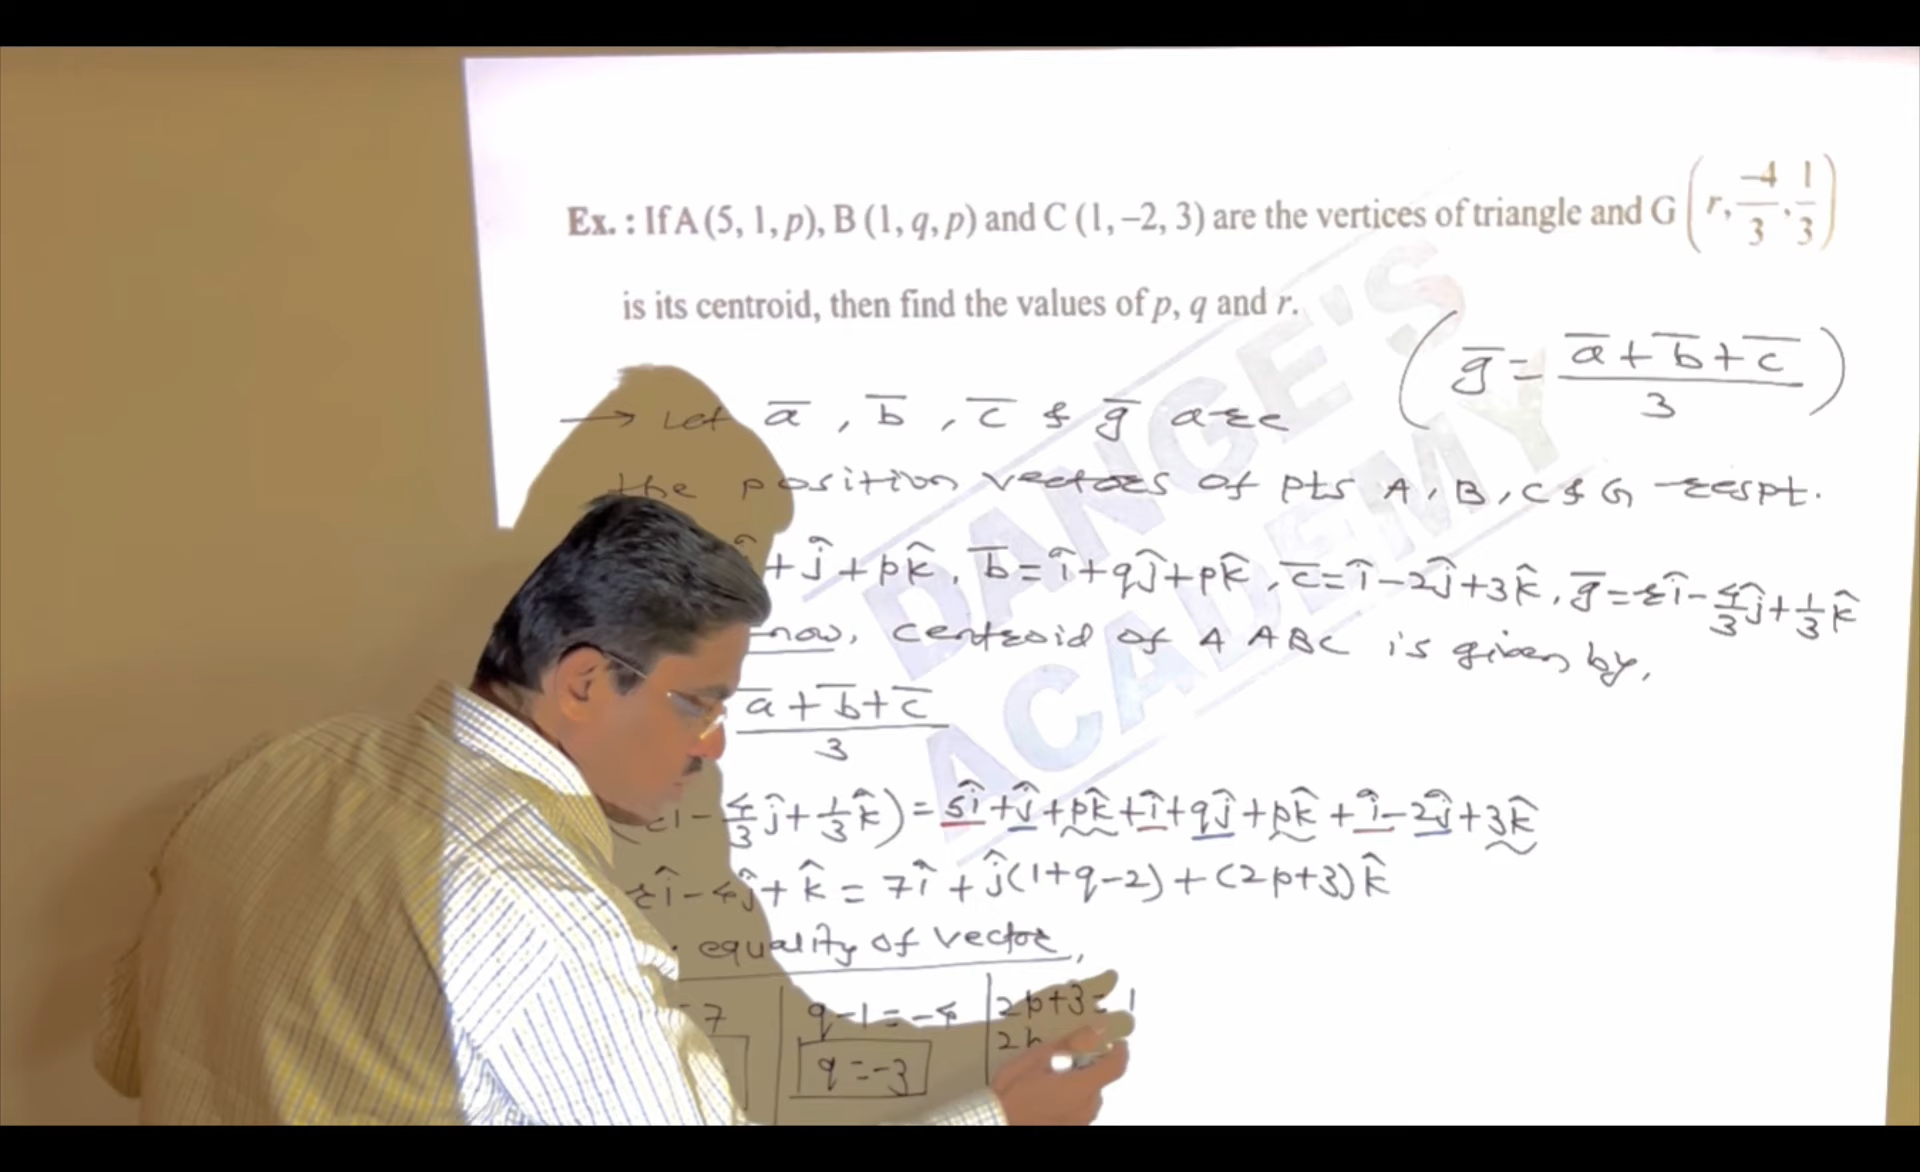 Ex. : If A (5, 1, p), B (1, q, p) and C (1, –2, 3) are the vertices of triangle and G (r, –4/3, 1/3)
is its centroid, then find the values of p, q and r.
(g̅ = (a̅ + b̅ + c̅)/3)
→ Let a̅, b̅, c̅ & g̅ are
the position vectors of pts A, B, C & G respt.
+ ĵ + pk̂, b̅ = î + qĵ + pk̂, c̅ = î – 2ĵ + 3k̂, g̅ = rî – 4/3 ĵ + 1/3 k̂
now, centroid of Δ ABC is given by,
(a̅ + b̅ + c̅)/3
– 4/3 ĵ + 1/3 k̂) = 5î + ĵ + pk̂ + î + qĵ + pk̂ + î – 2ĵ + 3k̂
rî – 4ĵ + k̂ = 7î + ĵ(1+q–2) + (2p+3)k̂
equality of vector,
= 7 | q – 1 = –4 | 2p + 3 = 1
q = –3
DANGE'S
ACADEMY